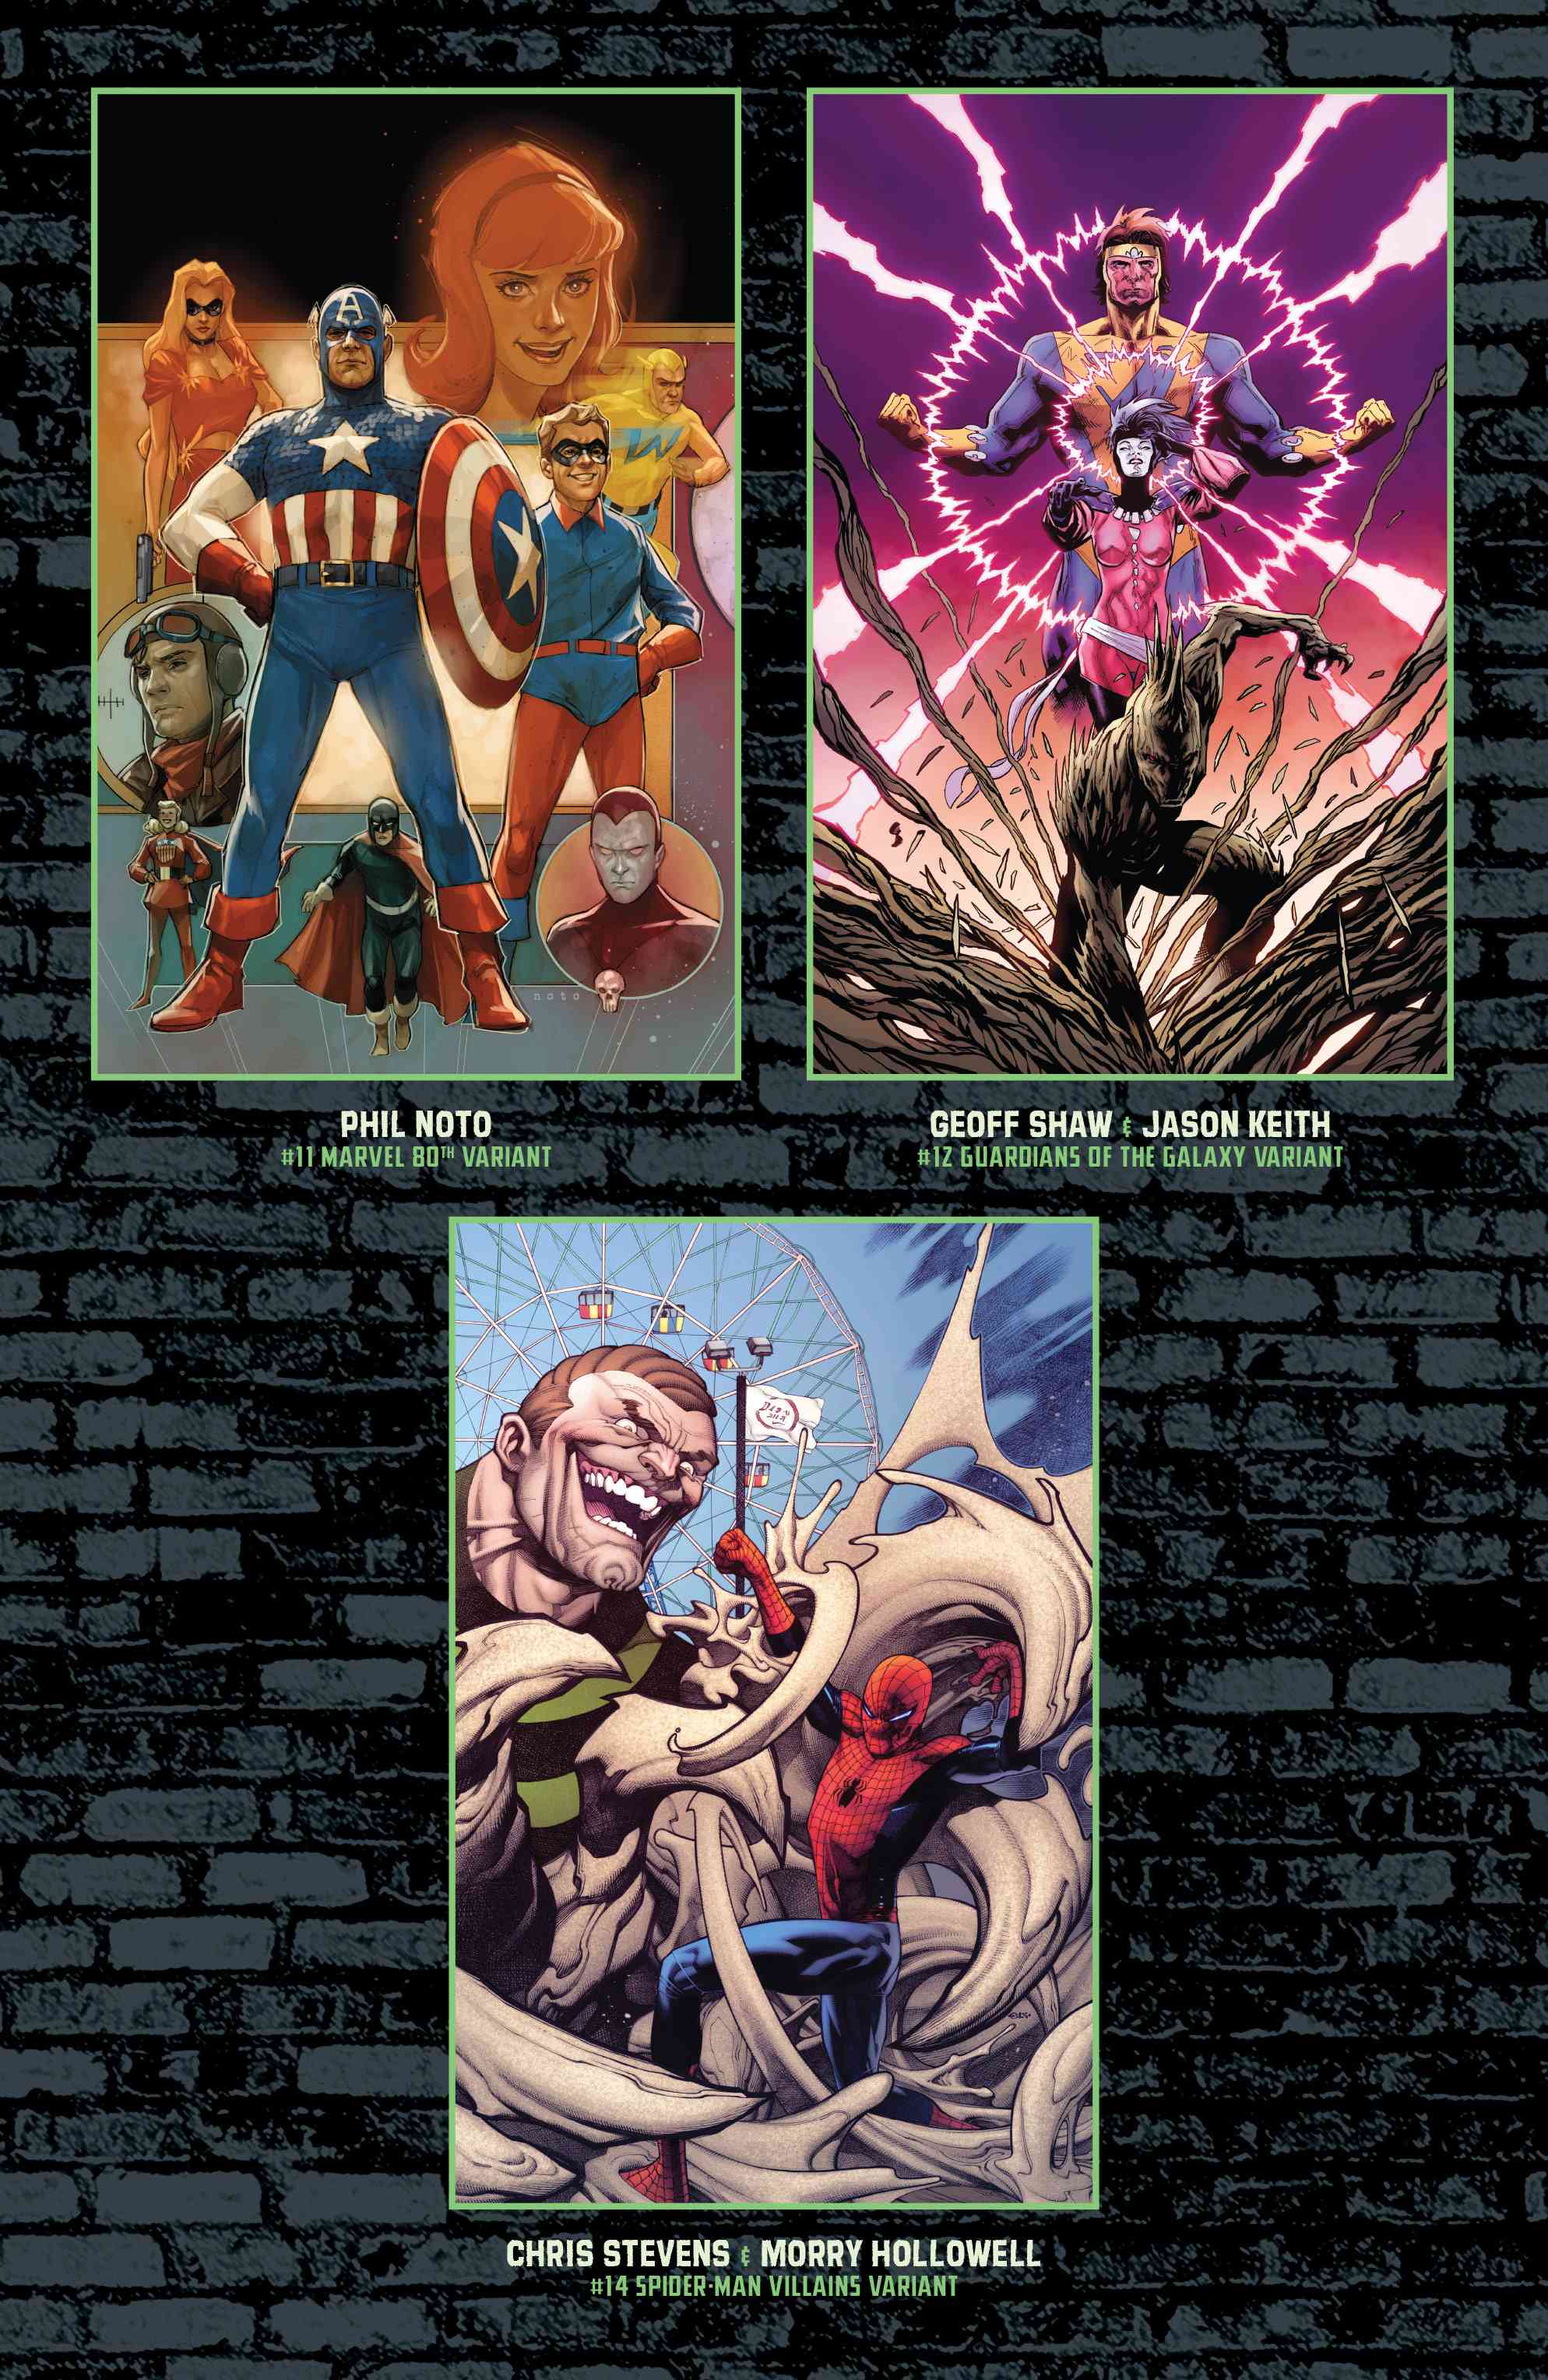 A
W
noto
PHIL NOTO
#11 MARVEL 80TH VARIANT
GEOFF SHAW & JASON KEITH
#12 GUARDIANS OF THE GALAXY VARIANT
CHRIS STEVENS & MORRY HOLLOWELL
#14 SPIDER-MAN VILLAINS VARIANT